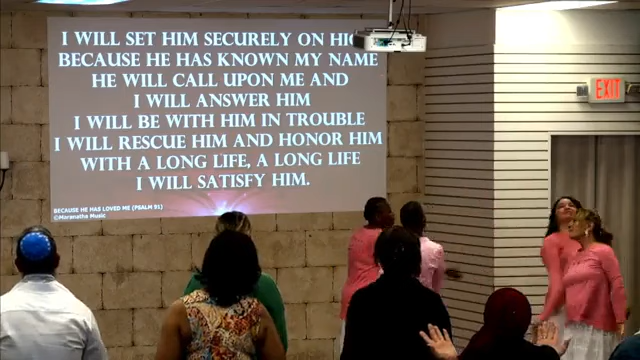 I WILL SET HIM SECURELY ON
BECAUSE HE HAS KNOWN MY NAME
HE WILL CALL UPON ME AND
I WILL ANSWER HIM
I WILL BE WITH HIM IN TROUBLE
I WILL RESCUE HIM AND HONOR HIM
WITH A LONG LIFE, A LONG LIFE
I WILL SATISFY HIM.
BECAUSE HE HAS LOVED ME (PSALM 91)
©Maranatha Music
EXIT